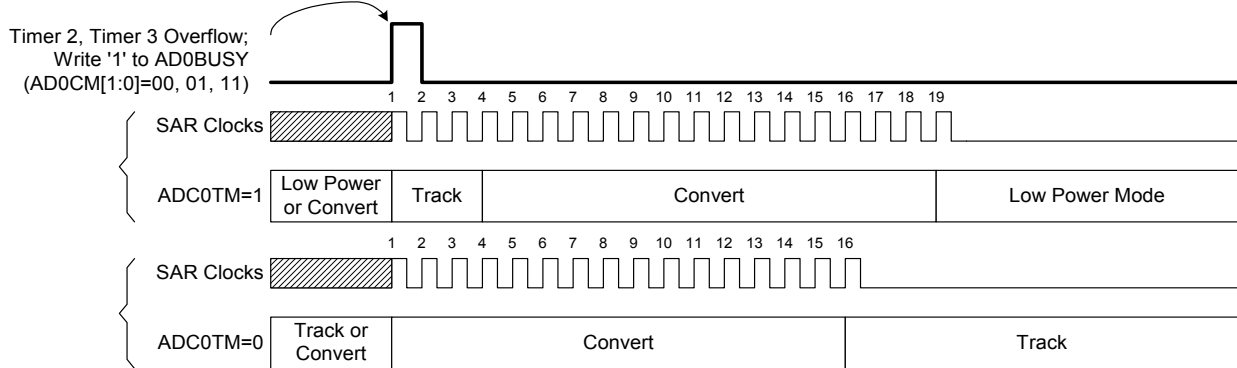 Timer 2, Timer 3 Overflow;
Write '1' to AD0BUSY
(AD0CM[1:0]=00, 01, 11)
1 2 3 4 5 6 7 8 9 10 11 12 13 14 15 16 17 18 19
SAR Clocks
ADC0TM=1
Low Power
or Convert
Track
Convert
Low Power Mode
1 2 3 4 5 6 7 8 9 10 11 12 13 14 15 16
SAR Clocks
ADC0TM=0
Track or
Convert
Convert
Track